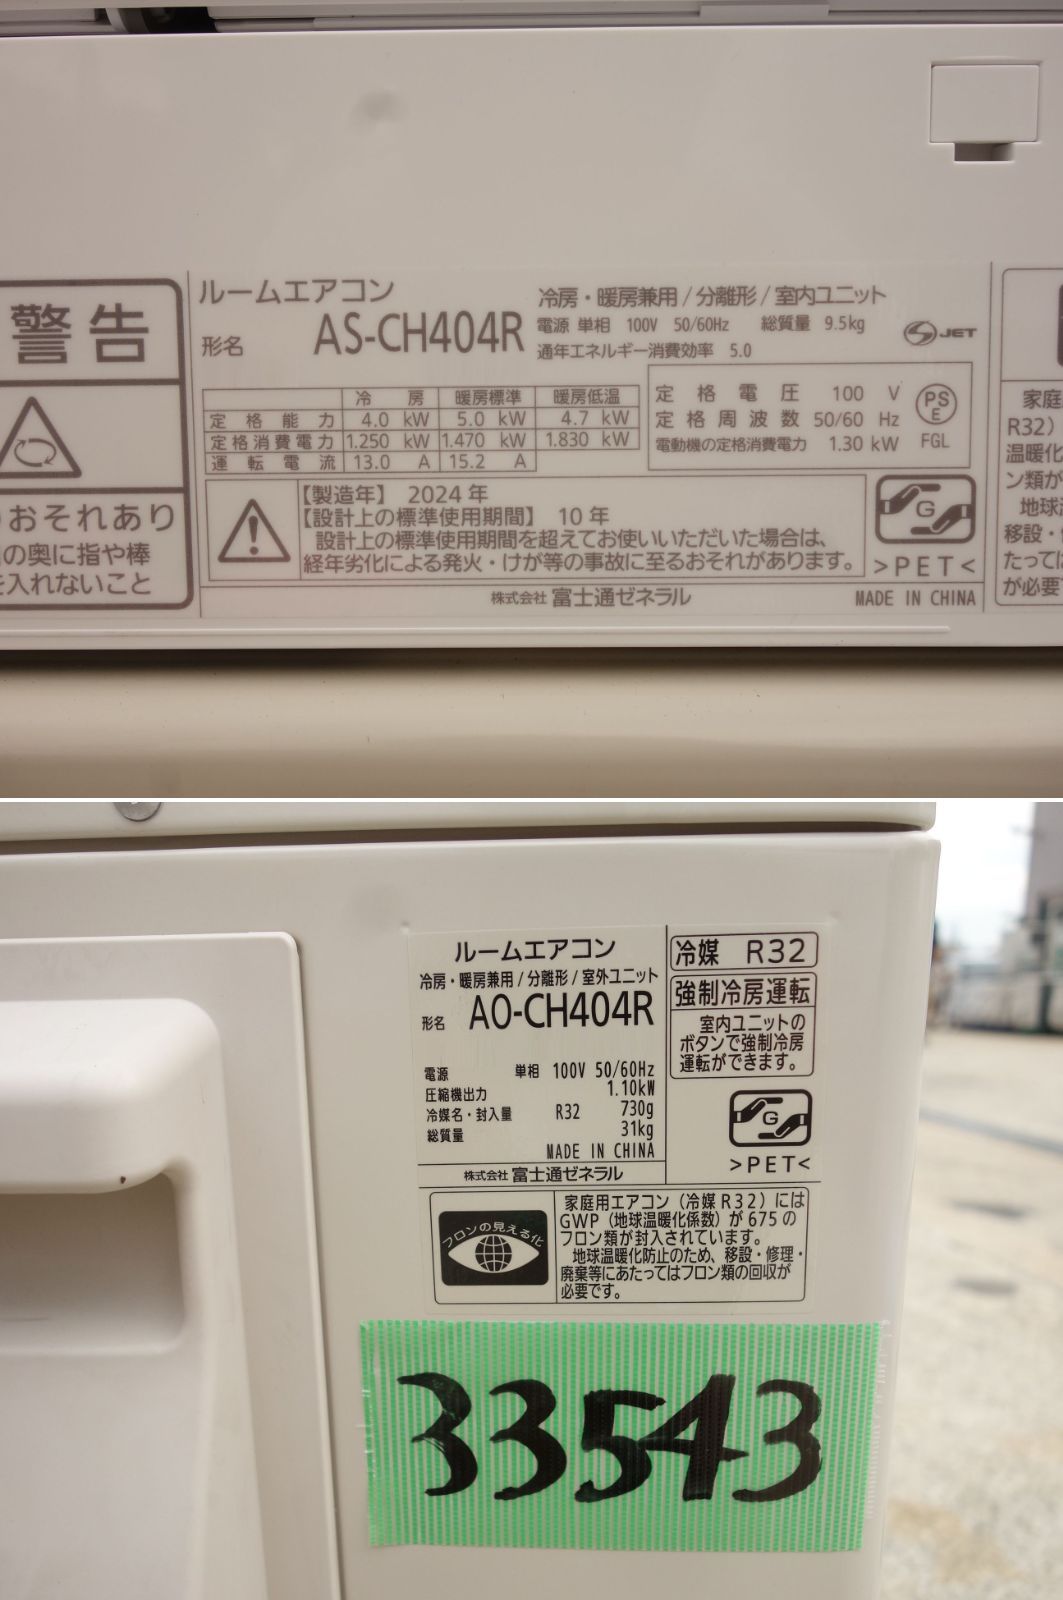 警告
のおそれあり
の奥に指や棒
を入れないこと
ルームエアコン
冷房・暖房兼用/分離形/室内ユニット
形名 AS-CH404R
電源 単相 100V 50/60Hz 総質量 9.5kg
通年エネルギー消費効率 5.0
JET
冷房 暖房標準 暖房低温
定格能力 4.0 kW 5.0 kW 4.7 kW
定格消費電力 1.250 kW 1.470 kW 1.830 kW
運転電流 13.0 A 15.2 A
定格電圧 100 V
定格周波数 50/60 Hz
電動機の定格消費電力 1.30 kW
PS
E
FGL
【製造年】 2024年
【設計上の標準使用期間】 10年
設計上の標準使用期間を超えてお使いいただいた場合は、
経年劣化による発火・けが等の事故に至るおそれがあります。
G
>PET<
株式会社 富士通ゼネラル
MADE IN CHINA
家庭
R32)
温暖化
ン類が
地球
移設・
たっては
が必要
ルームエアコン
冷房・暖房兼用/分離形/室外ユニット
形名 AO-CH404R
電源 単相 100V 50/60Hz
圧縮機出力 1.10kW
冷媒名・封入量 R32 730g
総質量 31kg
MADE IN CHINA
株式会社 富士通ゼネラル
冷媒 R32
強制冷房運転
室内ユニットの
ボタンで強制冷房
運転ができます。
G
>PET<
フロンの見える化
家庭用エアコン(冷媒R32)には
GWP(地球温暖化係数)が675の
フロン類が封入されています。
地球温暖化防止のため、移設・修理・
廃棄等にあたってはフロン類の回収が
必要です。
33543